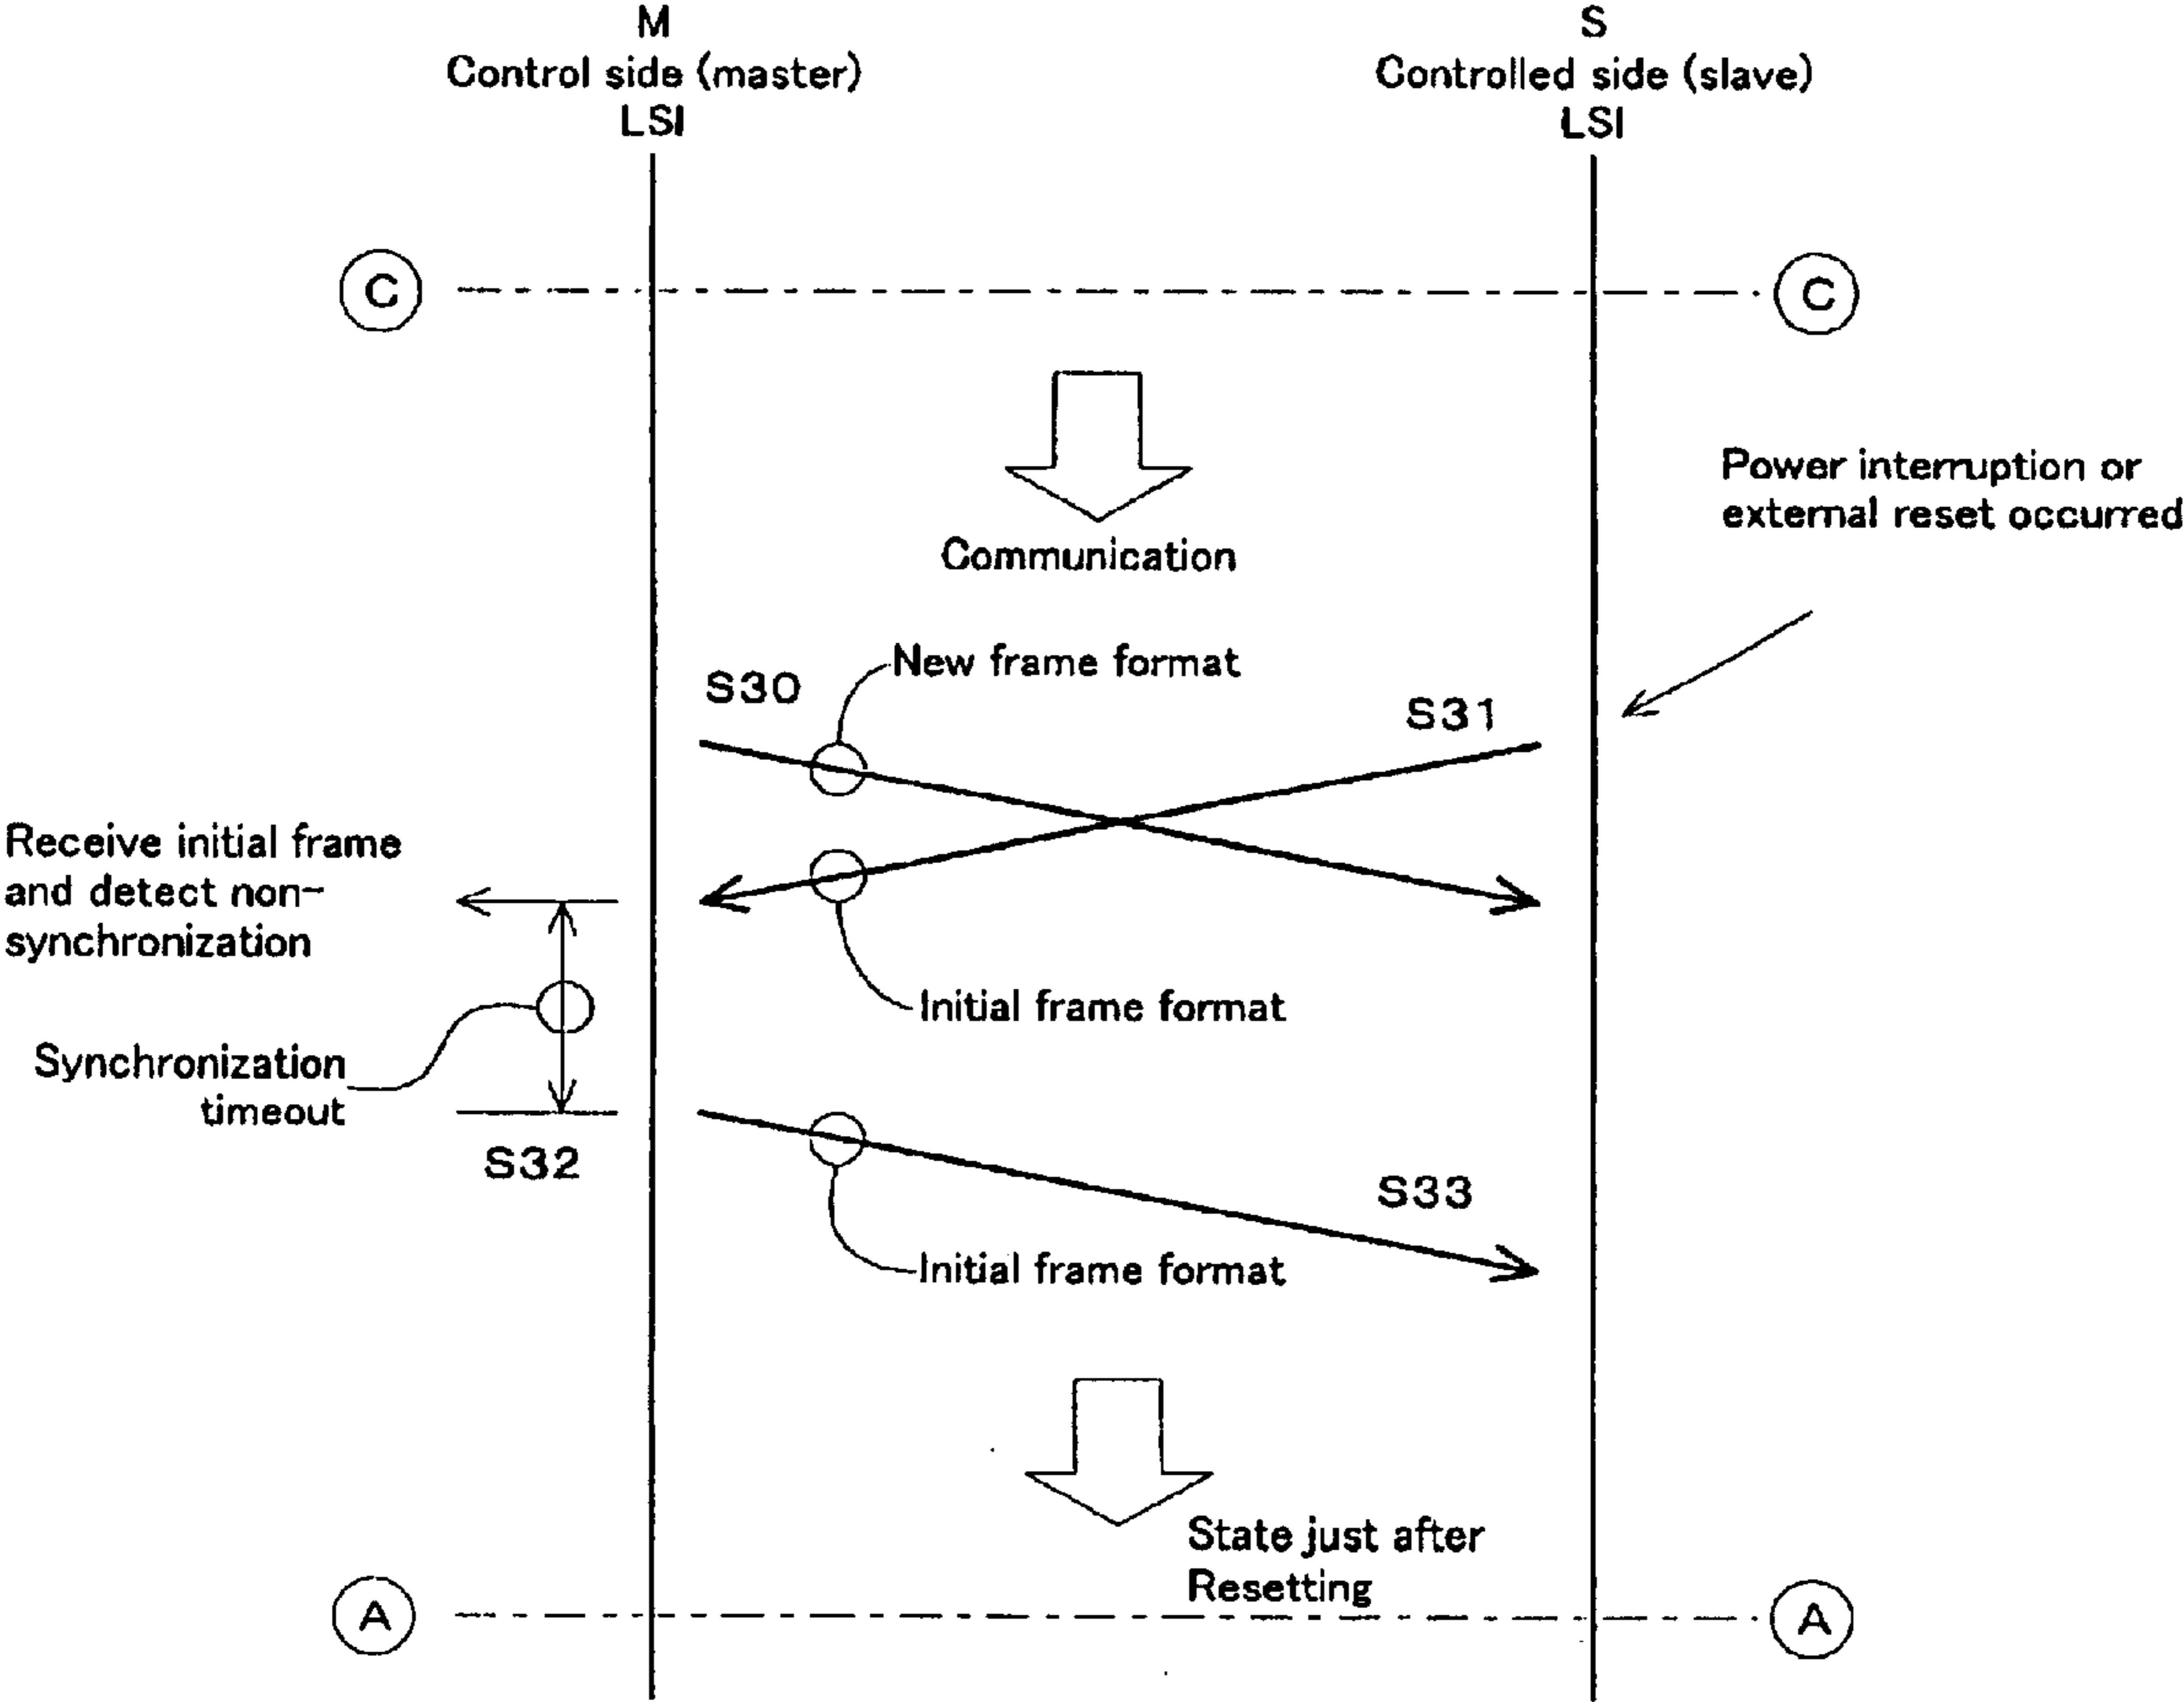 M
Control side (master)
LSI
S
Controlled side (slave)
LSI
C
C
Power interruption or
external reset occurred
Communication
New frame format
S30
S31
Receive initial frame
and detect non-
synchronization
Initial frame format
Synchronization
timeout
S32
S33
Initial frame format
State just after
Resetting
A
A